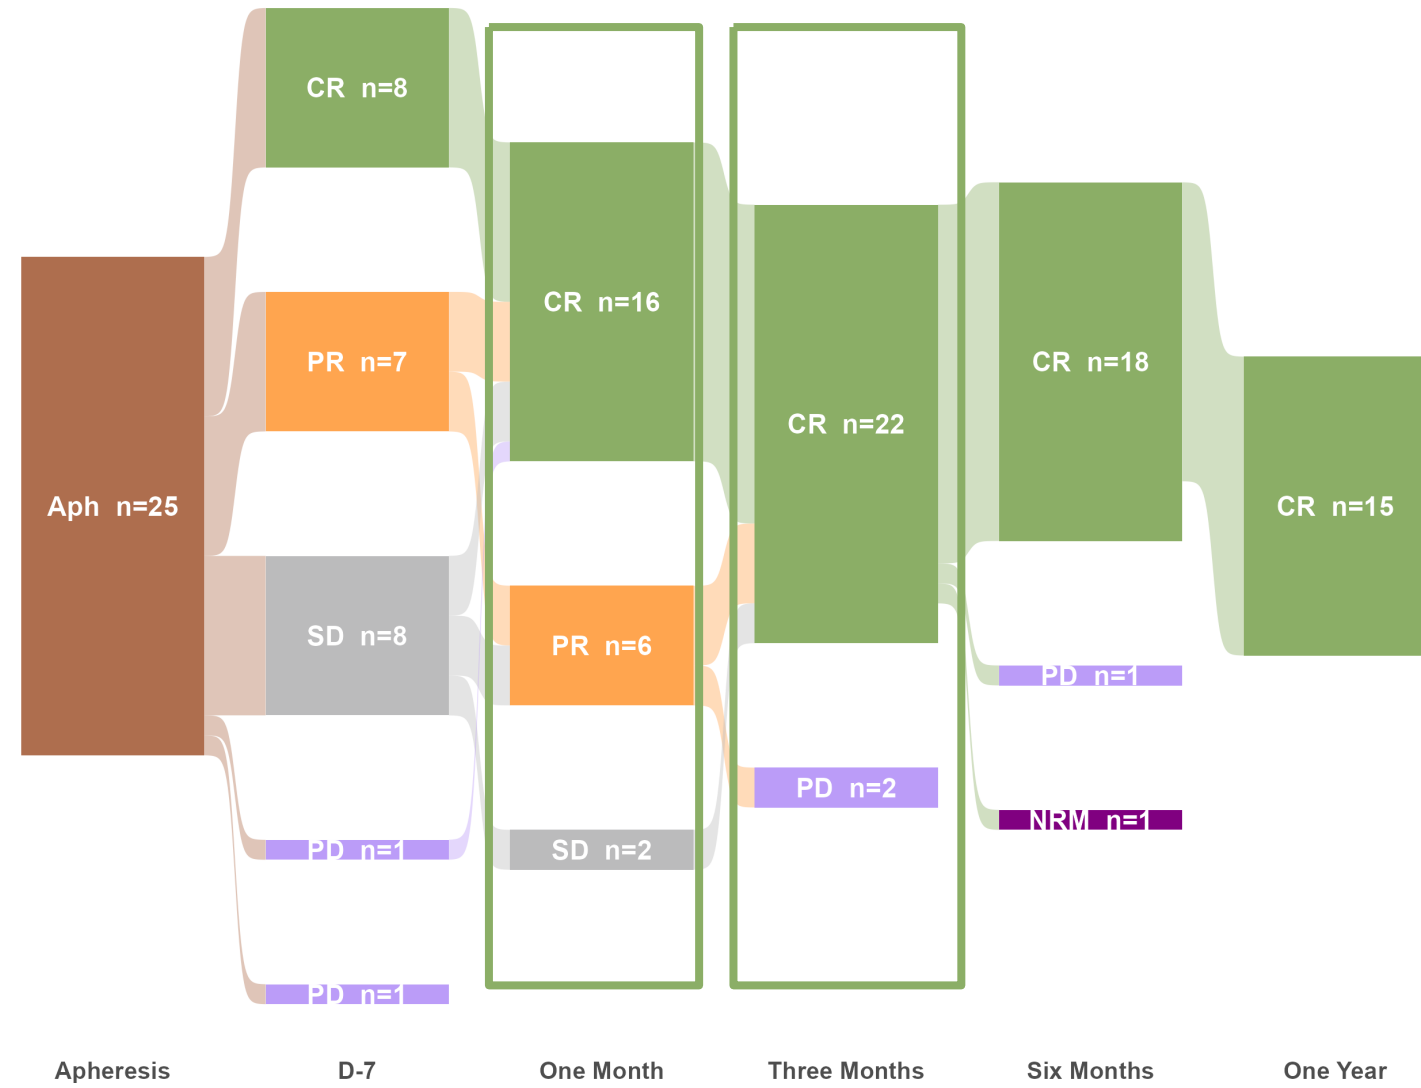 Aph n=25
CR n=8
PR n=7
SD n=8
PD n=1
PD n=1
CR n=16
PR n=6
SD n=2
CR n=22
PD n=2
CR n=18
PD n=1
NRM n=1
CR n=15
Apheresis
D-7
One Month
Three Months
Six Months
One Year